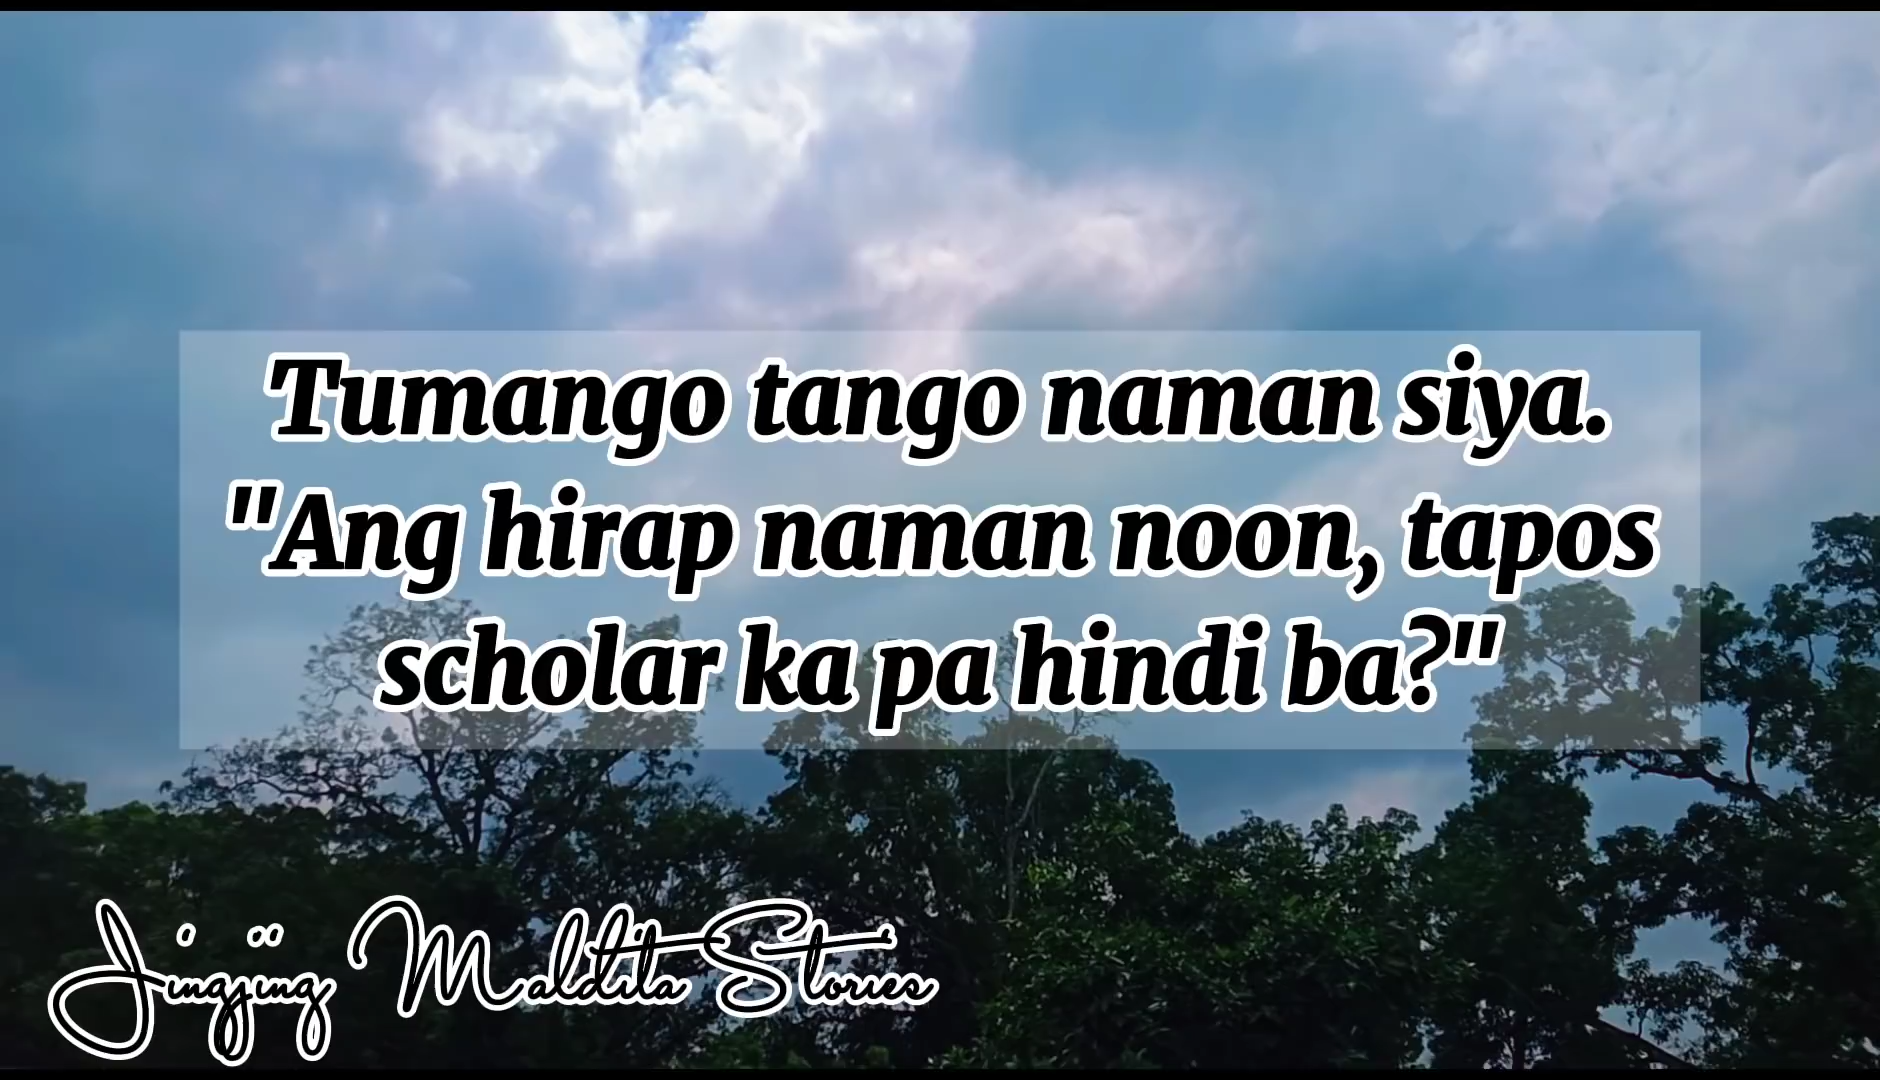 Tumango tango naman siya.
"Ang hirap naman noon, tapos
scholar ka pa hindi ba?"
Jingjing Maldita Stories